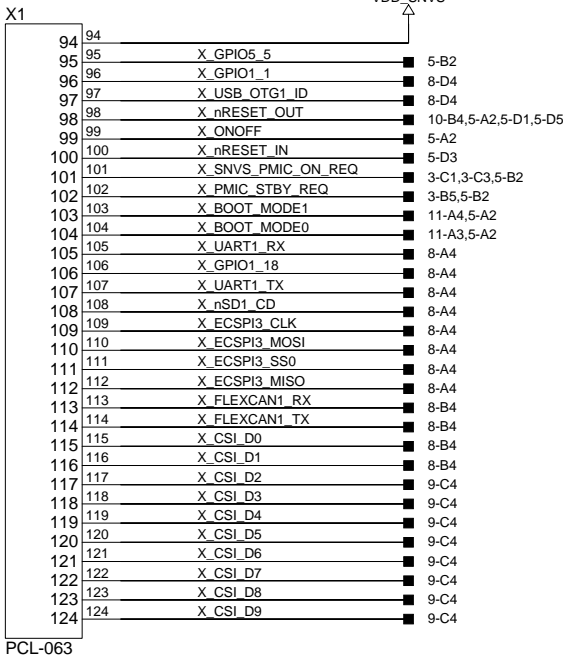 X1
94 94
95 95 X_GPIO5_5 5-B2
96 96 X_GPIO1_1 8-D4
97 97 X_USB_OTG1_ID 8-D4
98 98 X_nRESET_OUT 10-B4,5-A2,5-D1,5-D5
99 99 X_ONOFF 5-A2
100 100 X_nRESET_IN 5-D3
101 101 X_SNVS_PMIC_ON_REQ 3-C1,3-C3,5-B2
102 102 X_PMIC_STBY_REQ 3-B5,5-B2
103 103 X_BOOT_MODE1 11-A4,5-A2
104 104 X_BOOT_MODE0 11-A3,5-A2
105 105 X_UART1_RX 8-A4
106 106 X_GPIO1_18 8-A4
107 107 X_UART1_TX 8-A4
108 108 X_nSD1_CD 8-A4
109 109 X_ECSPI3_CLK 8-A4
110 110 X_ECSPI3_MOSI 8-A4
111 111 X_ECSPI3_SS0 8-A4
112 112 X_ECSPI3_MISO 8-A4
113 113 X_FLEXCAN1_RX 8-B4
114 114 X_FLEXCAN1_TX 8-B4
115 115 X_CSI_D0 8-B4
116 116 X_CSI_D1 8-B4
117 117 X_CSI_D2 9-C4
118 118 X_CSI_D3 9-C4
119 119 X_CSI_D4 9-C4
120 120 X_CSI_D5 9-C4
121 121 X_CSI_D6 9-C4
122 122 X_CSI_D7 9-C4
123 123 X_CSI_D8 9-C4
124 124 X_CSI_D9 9-C4
PCL-063